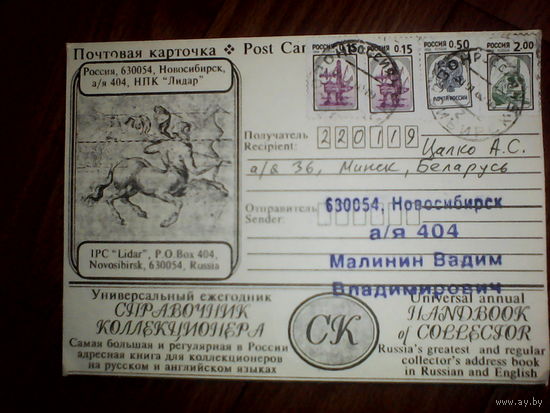 Почтовая карточка ❖ Post Car
РОССИЯ 0.15
РОССИЯ 0.15
РОССИЯ 0.50
РОССИЯ 2.00
Россия, 630054, Новосибирск,
а/я 404, НПК "Лидар"
IPC "Lidar", P.O.Box 404,
Novosibirsk, 630054, Russia
Получатель
Recipient:
220119
Цалко А.С.
а/я 36, Минск, Беларусь
Отправитель
Sender:
630054, Новосибирск
а/я 404
Малинин Вадим
Владимирович
Универсальный ежегодник
СПРАВОЧНИК
КОЛЛЕКЦИОНЕРА
Самая большая и регулярная в России
адресная книга для коллекционеров
на русском и английском языках
СК
Universal annual
HANDBOOK
of COLLECTOR
Russia's greatest and regular
collector's address book
in Russian and English
www.ay.by